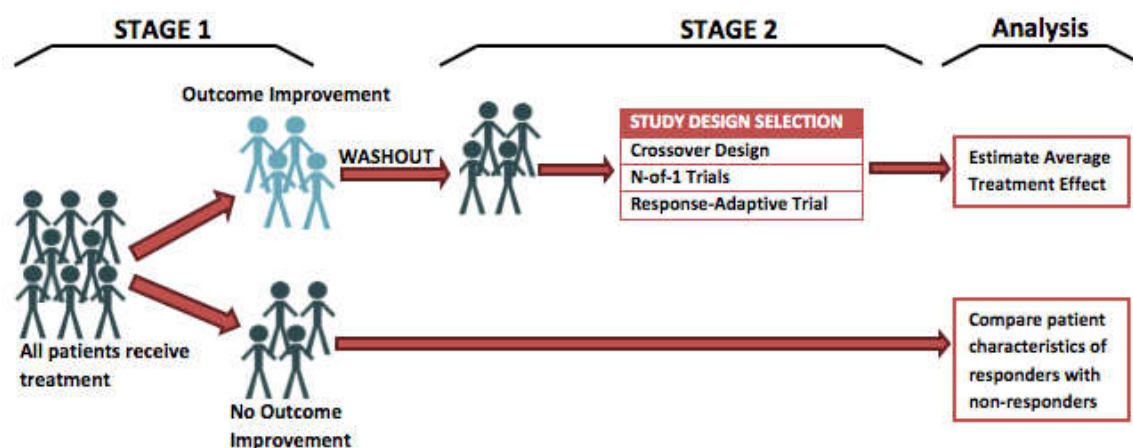 STAGE 1
STAGE 2
Analysis
Outcome Improvement
WASHOUT
STUDY DESIGN SELECTION
Crossover Design
N-of-1 Trials
Response-Adaptive Trial
Estimate Average
Treatment Effect
All patients receive
treatment
No Outcome
Improvement
Compare patient
characteristics of
responders with
non-responders